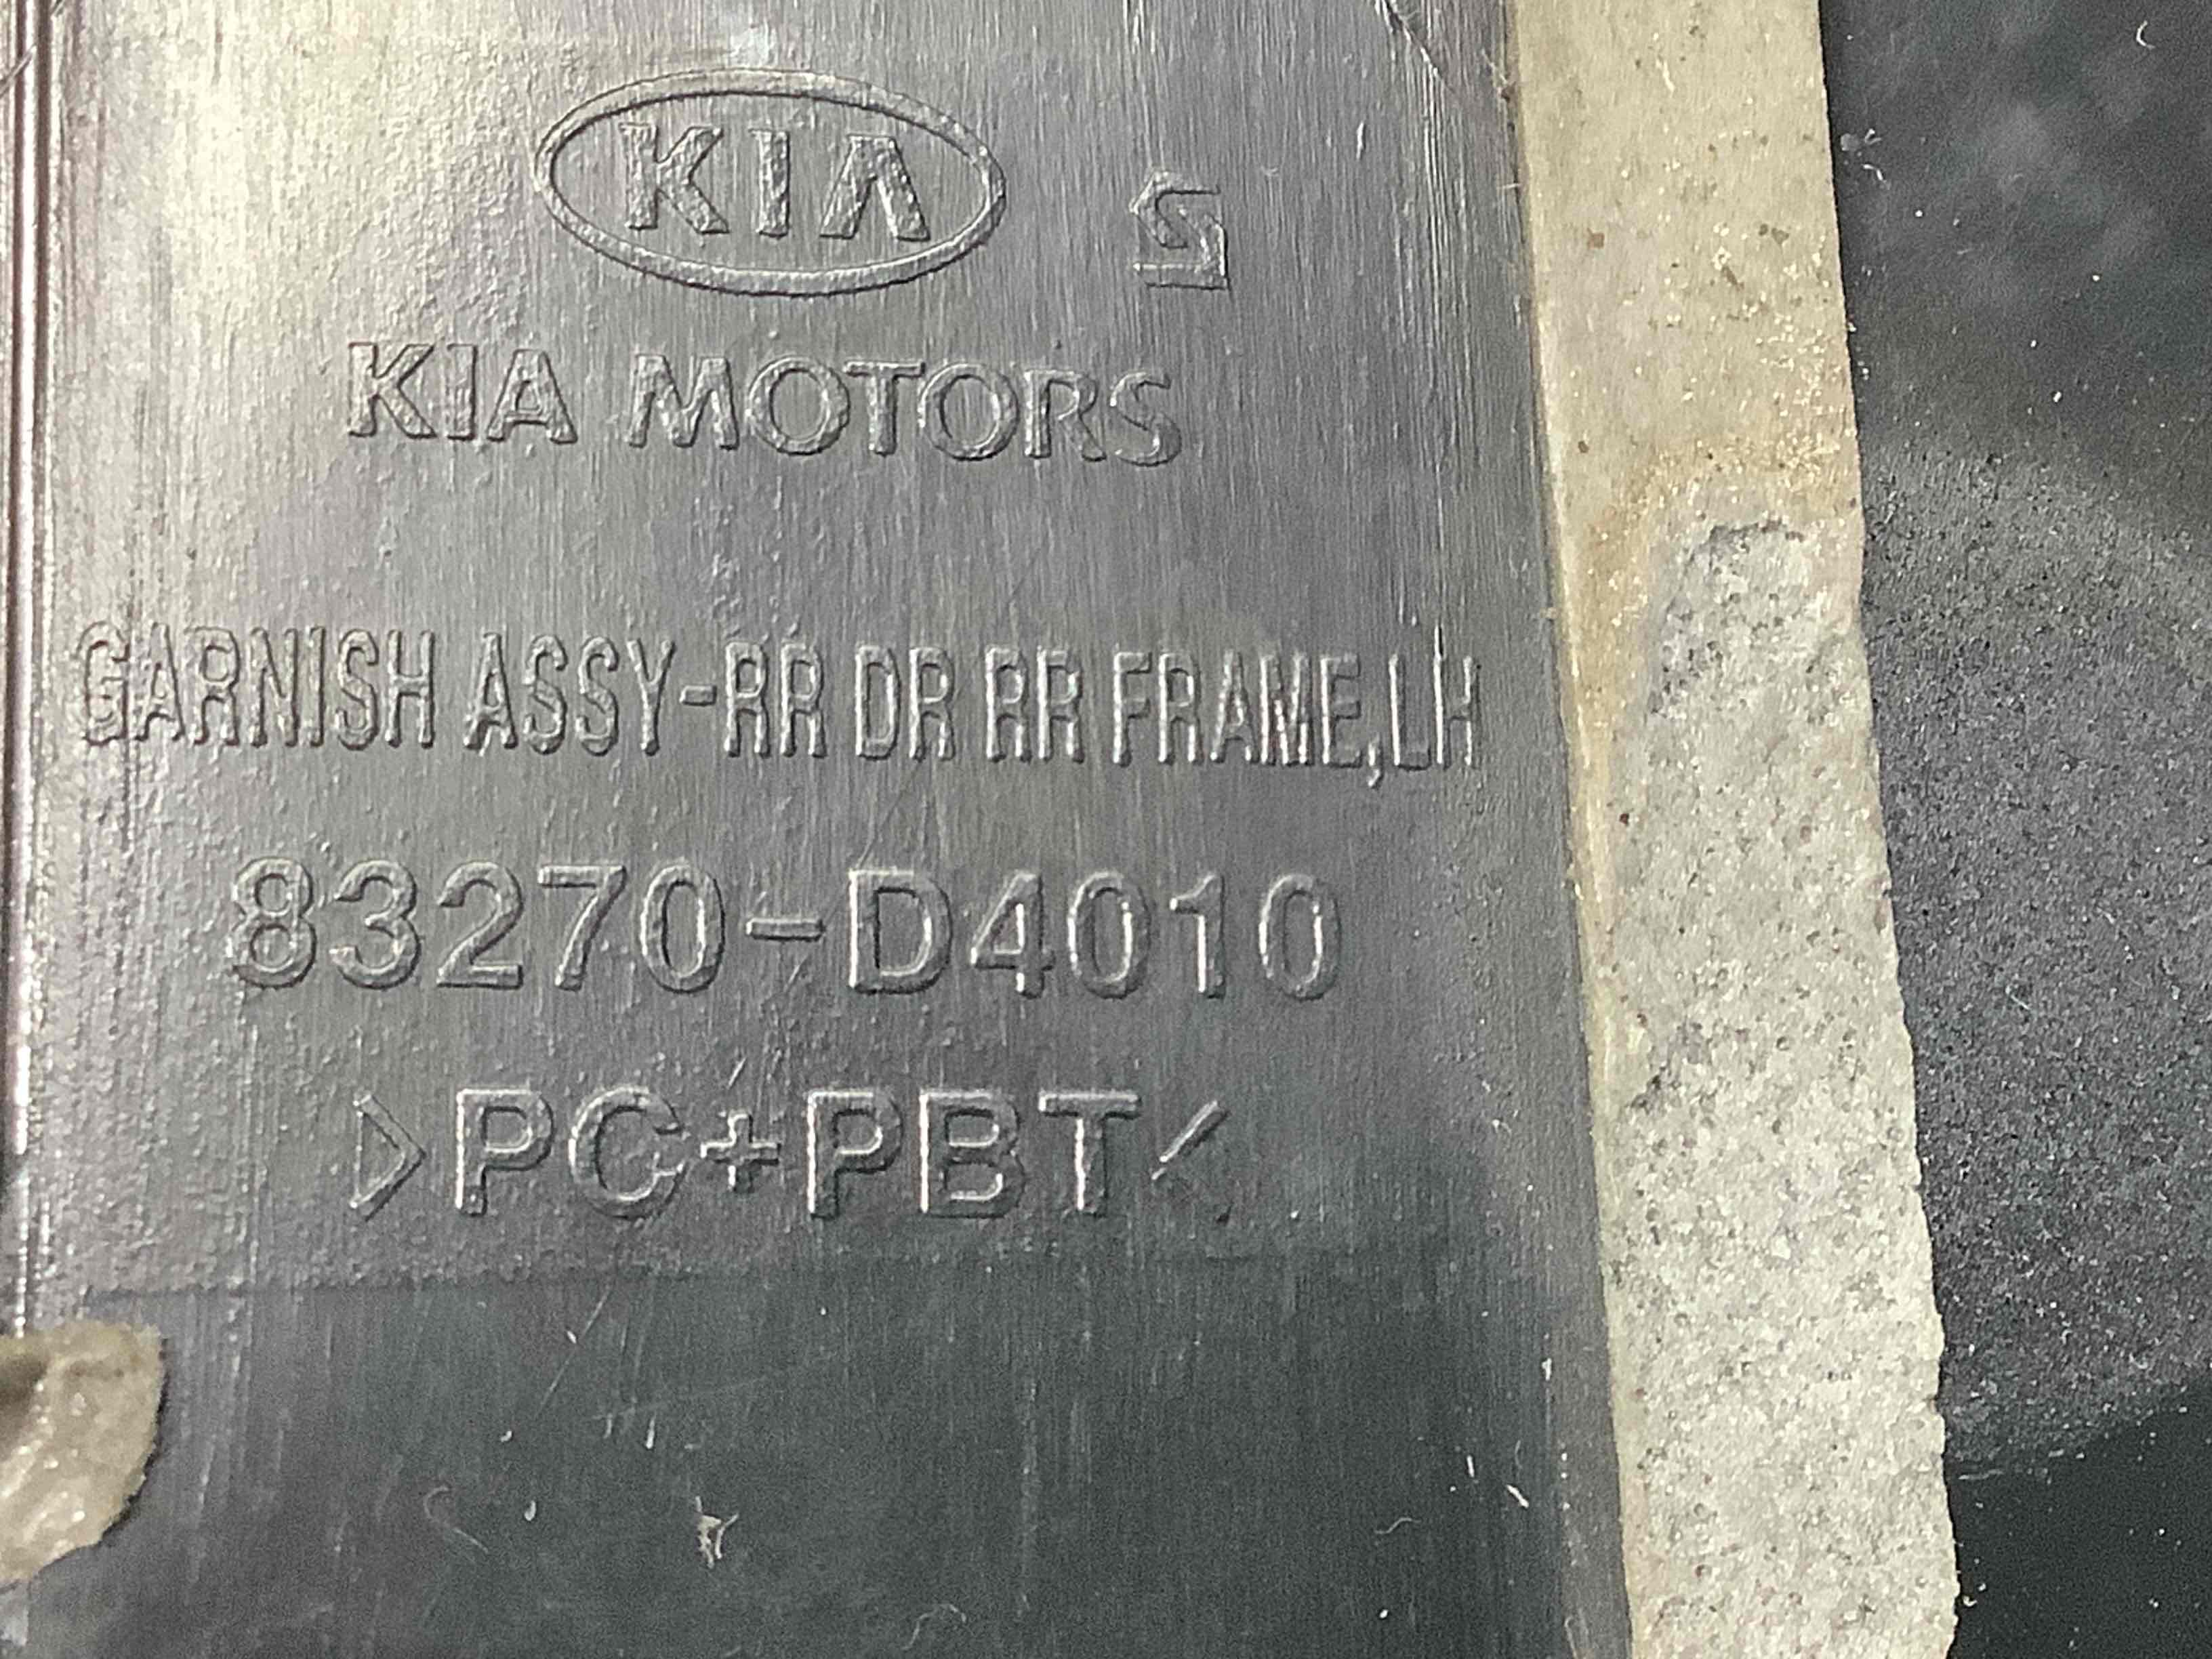 KIA
KIA MOTORS
GARNISH ASSY-RR DR RR FRAME,LH
83270-D4010
>PC+PBT<